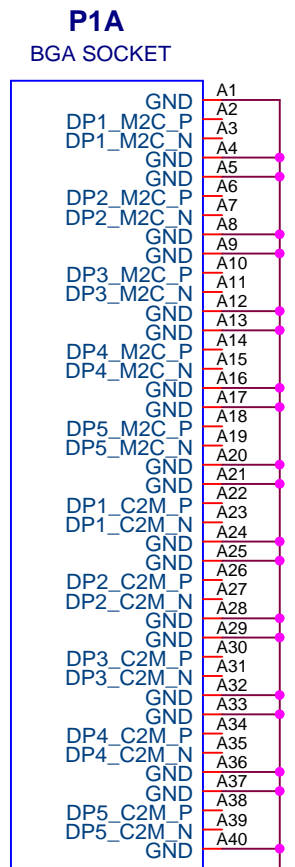 P1A
BGA SOCKET
GND A1
DP1_M2C_P A2
DP1_M2C_N A3
GND A4
GND A5
DP2_M2C_P A6
DP2_M2C_N A7
GND A8
GND A9
DP3_M2C_P A10
DP3_M2C_N A11
GND A12
GND A13
DP4_M2C_P A14
DP4_M2C_N A15
GND A16
GND A17
DP5_M2C_P A18
DP5_M2C_N A19
GND A20
GND A21
DP1_C2M_P A22
DP1_C2M_N A23
GND A24
GND A25
DP2_C2M_P A26
DP2_C2M_N A27
GND A28
GND A29
DP3_C2M_P A30
DP3_C2M_N A31
GND A32
GND A33
DP4_C2M_P A34
DP4_C2M_N A35
GND A36
GND A37
DP5_C2M_P A38
DP5_C2M_N A39
GND A40